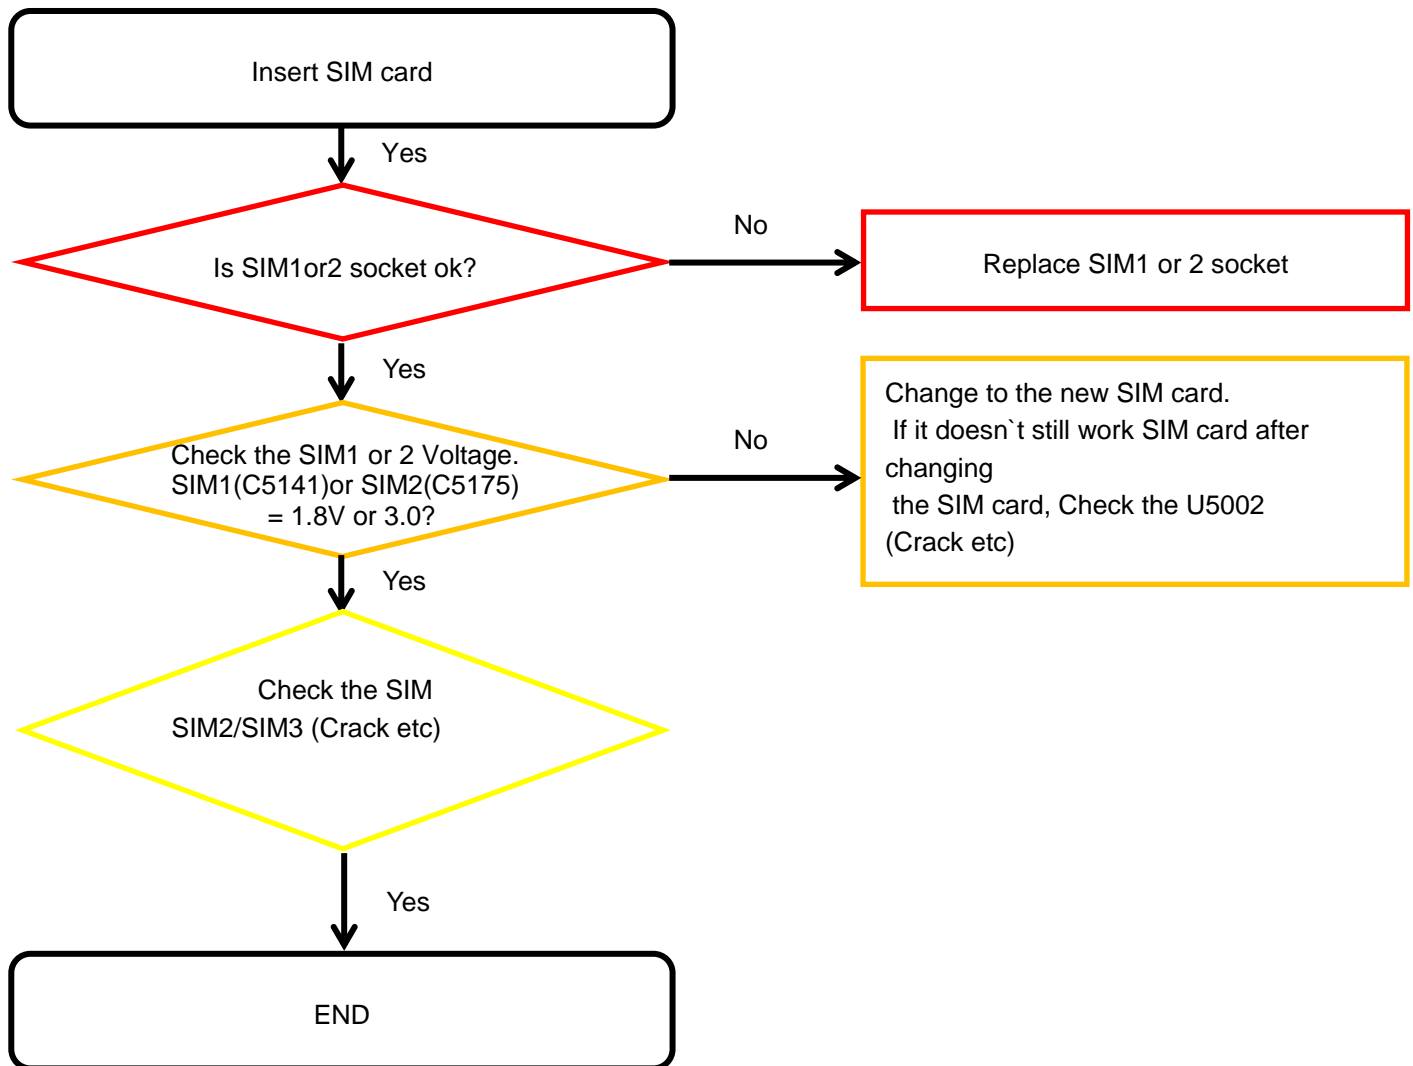 Insert SIM card
Yes
Is SIM1or2 socket ok?
No
Replace SIM1 or 2 socket
Yes
Check the SIM1 or 2 Voltage.
SIM1(C5141)or SIM2(C5175)
= 1.8V or 3.0?
No
Change to the new SIM card.
If it doesn`t still work SIM card after
changing
the SIM card, Check the U5002
(Crack etc)
Yes
Check the SIM
SIM2/SIM3 (Crack etc)
Yes
END